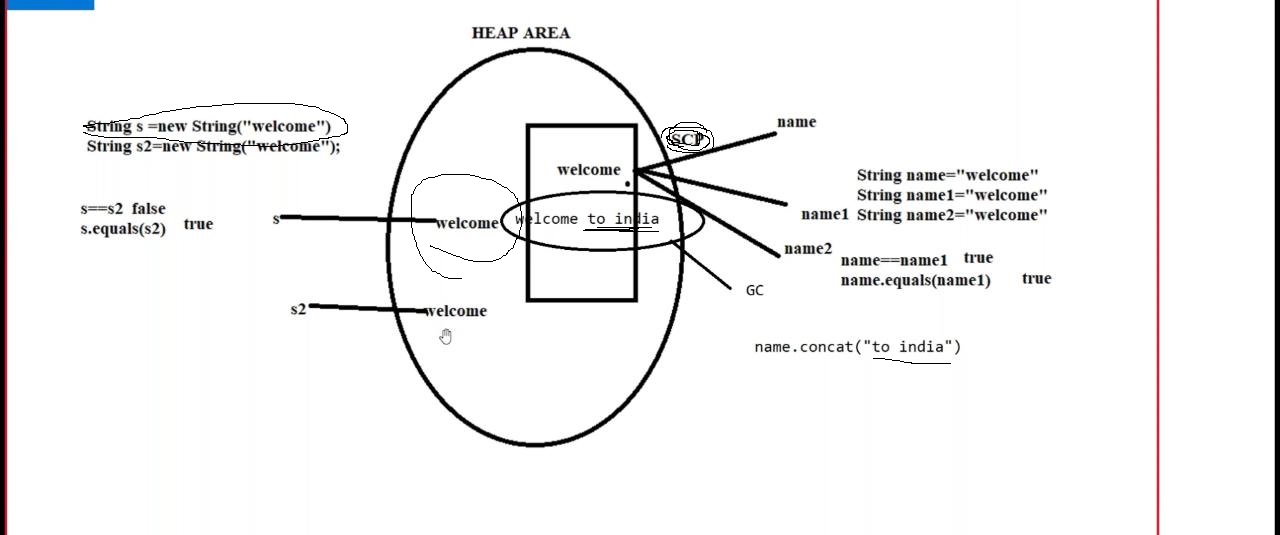 HEAP AREA
String s =new String("welcome")
String s2=new String("welcome");
s==s2 false
s.equals(s2) true
s
s2
welcome
welcome
welcome
welcome to india
SCP
name
name1
name2
String name="welcome"
String name1="welcome"
String name2="welcome"
name==name1 true
name.equals(name1) true
GC
name.concat("to india")